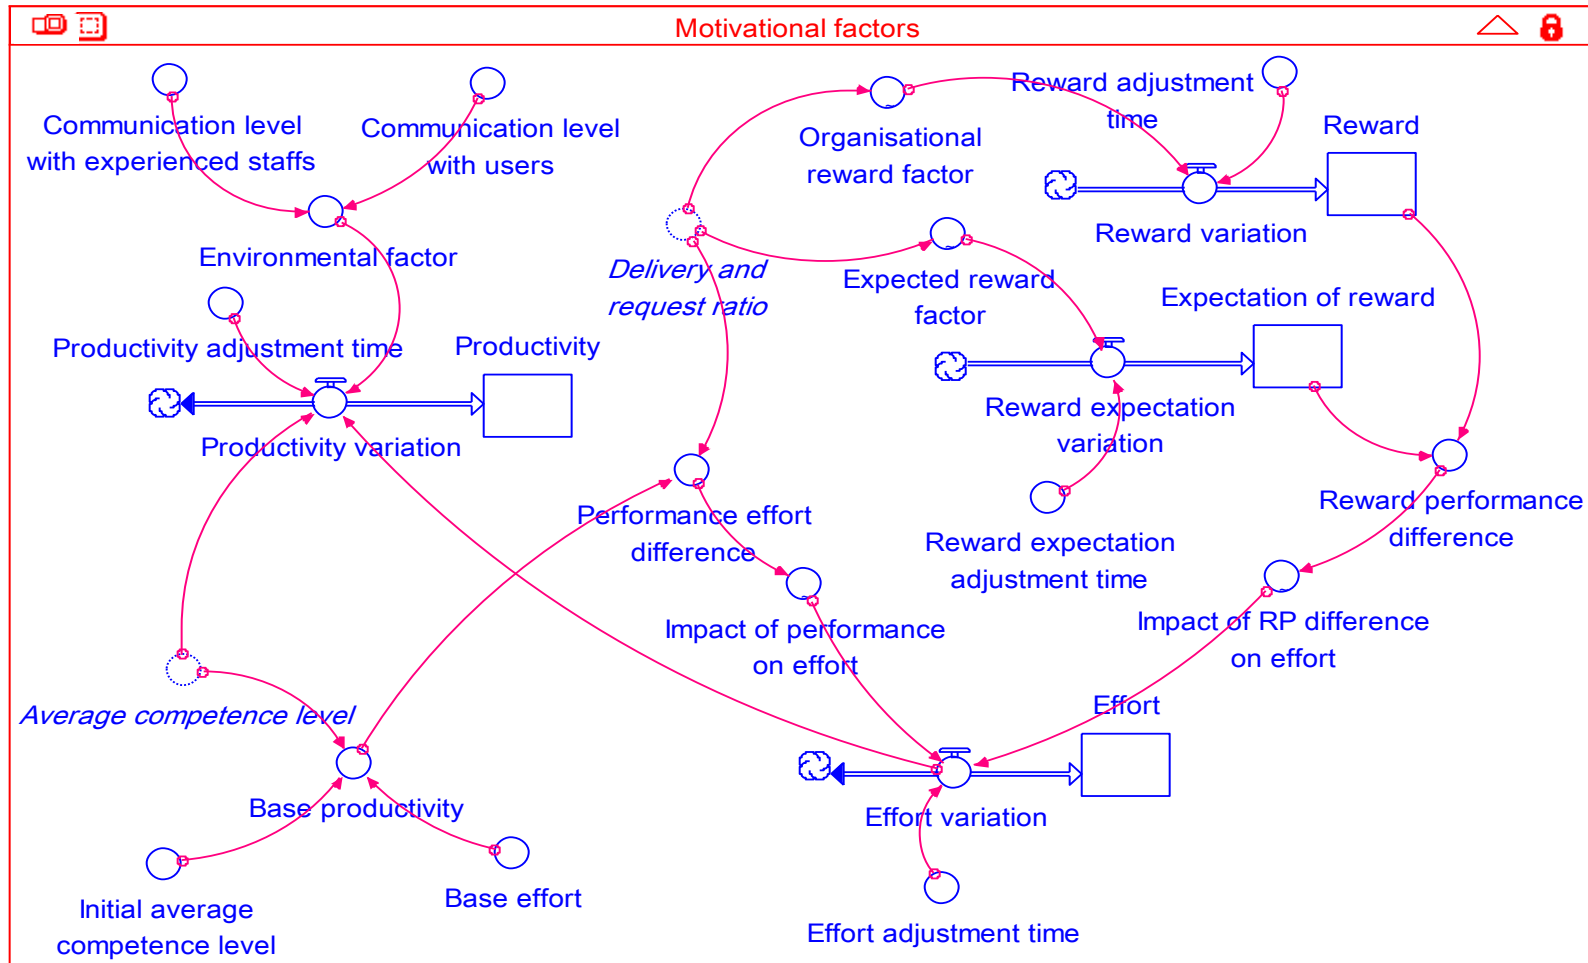 Motivational factors
Communication level
with experienced staffs
Communication level
with users
Organisational
reward factor
Reward adjustment
time
Reward
Reward variation
Environmental factor
Delivery and
request ratio
Expected reward
factor
Expectation of reward
Productivity adjustment time
Productivity
Productivity variation
Reward expectation
variation
Performance effort
difference
Reward expectation
adjustment time
Reward performance
difference
Impact of performance
on effort
Impact of RP difference
on effort
Average competence level
Effort
Base productivity
Effort variation
Initial average
competence level
Base effort
Effort adjustment time